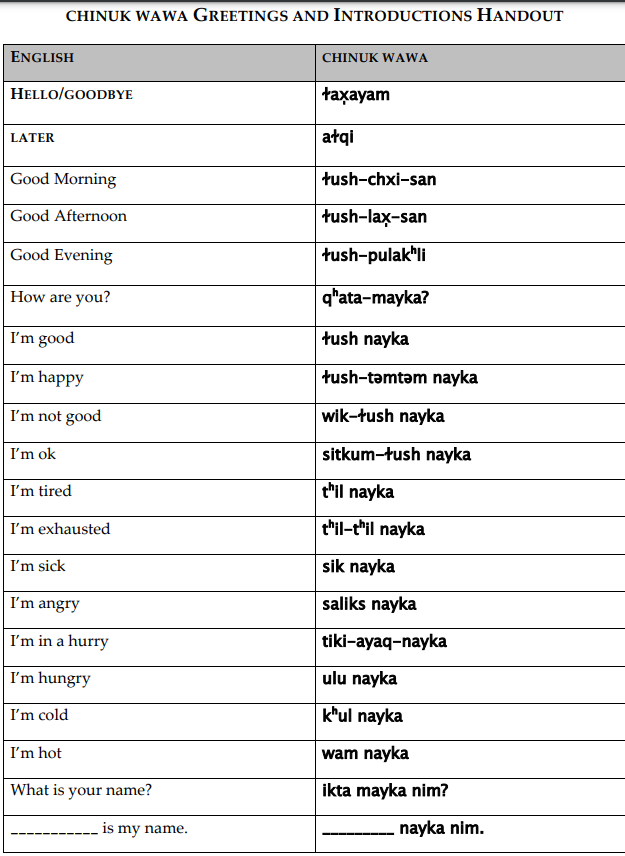 CHINUK WAWA GREETINGS AND INTRODUCTIONS HANDOUT
ENGLISH CHINUK WAWA
HELLO/GOODBYE ɬax̣ayam
LATER aɬqi
Good Morning ɬush–chxi–san
Good Afternoon ɬush–lax̣–san
Good Evening ɬush–pulakʰli
How are you? qʰata–mayka?
I’m good ɬush nayka
I’m happy ɬush–təmtəm nayka
I’m not good wik–ɬush nayka
I’m ok sitkum–ɬush nayka
I’m tired tʰil nayka
I’m exhausted tʰil–tʰil nayka
I’m sick sik nayka
I’m angry saliks nayka
I’m in a hurry tiki–ayaq–nayka
I’m hungry ulu nayka
I’m cold kʰul nayka
I’m hot wam nayka
What is your name? ikta mayka nim?
___________ is my name. _________ nayka nim.